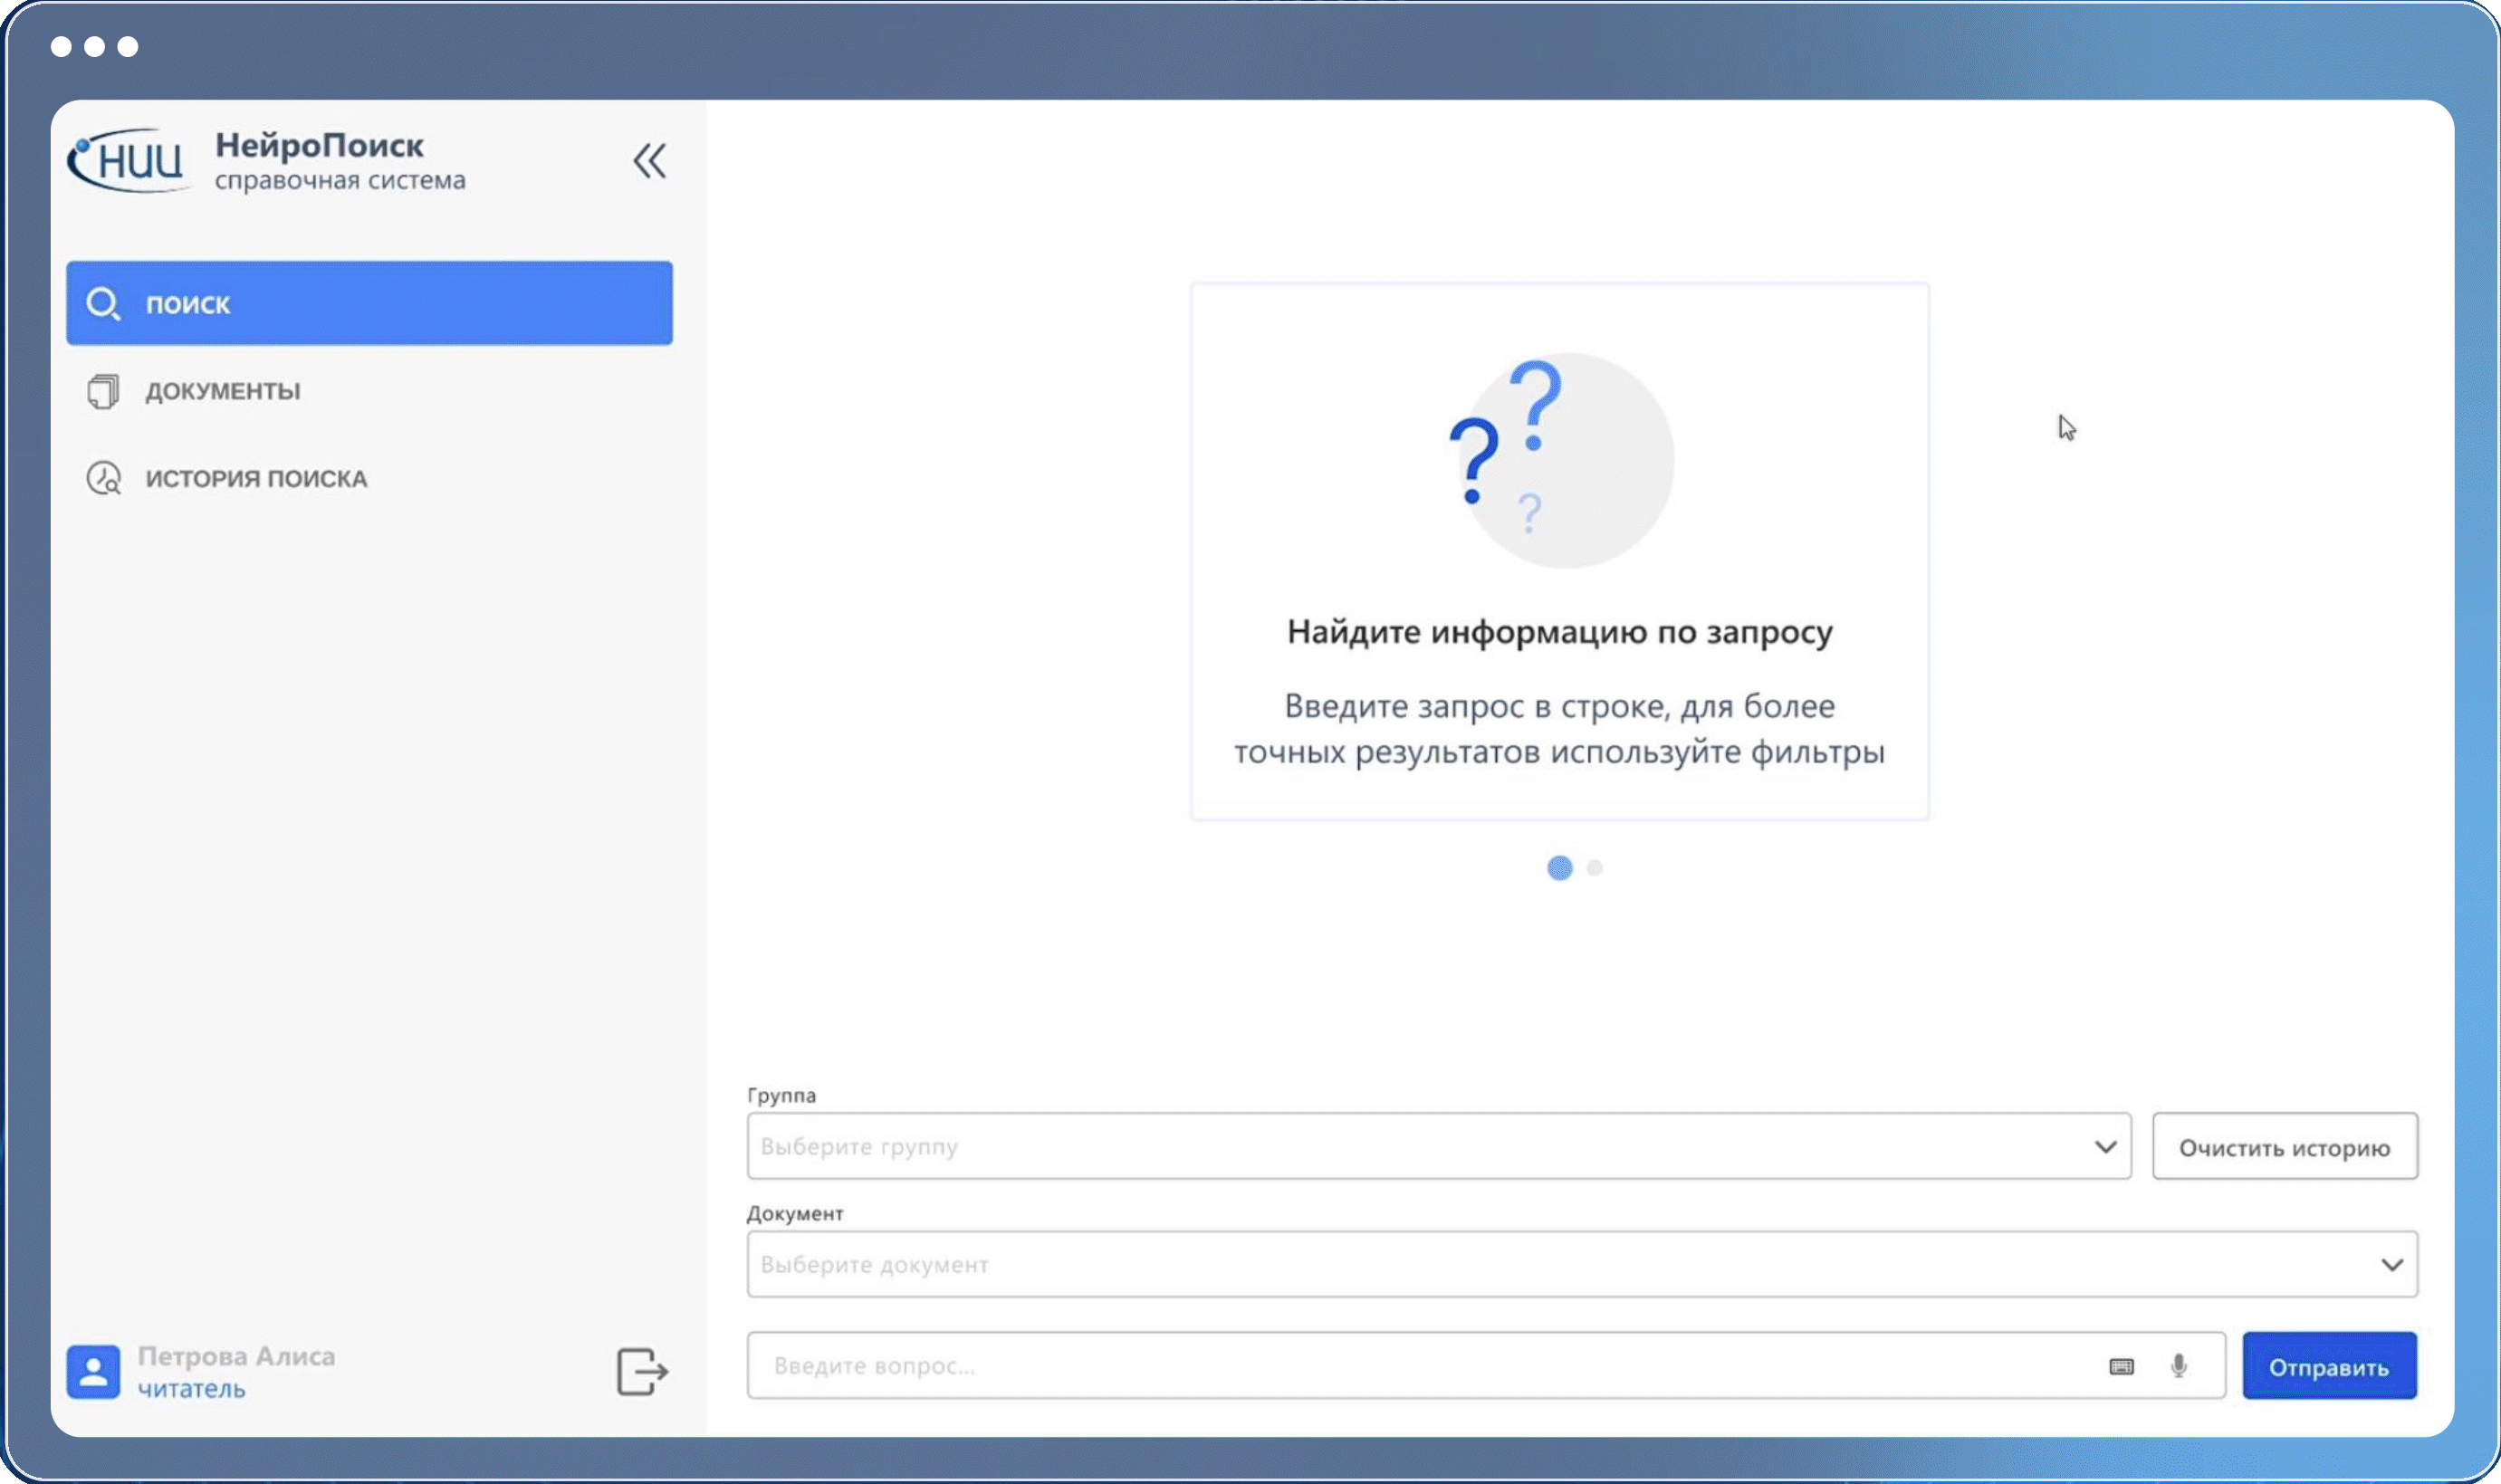 НИЦ
НейроПоиск
справочная система
ПОИСК
ДОКУМЕНТЫ
ИСТОРИЯ ПОИСКА
Петрова Алиса
читатель
? ? ?
Найдите информацию по запросу
Введите запрос в строке, для более
точных результатов используйте фильтры
Группа
Выберите группу
Очистить историю
Документ
Выберите документ
Введите вопрос...
Отправить